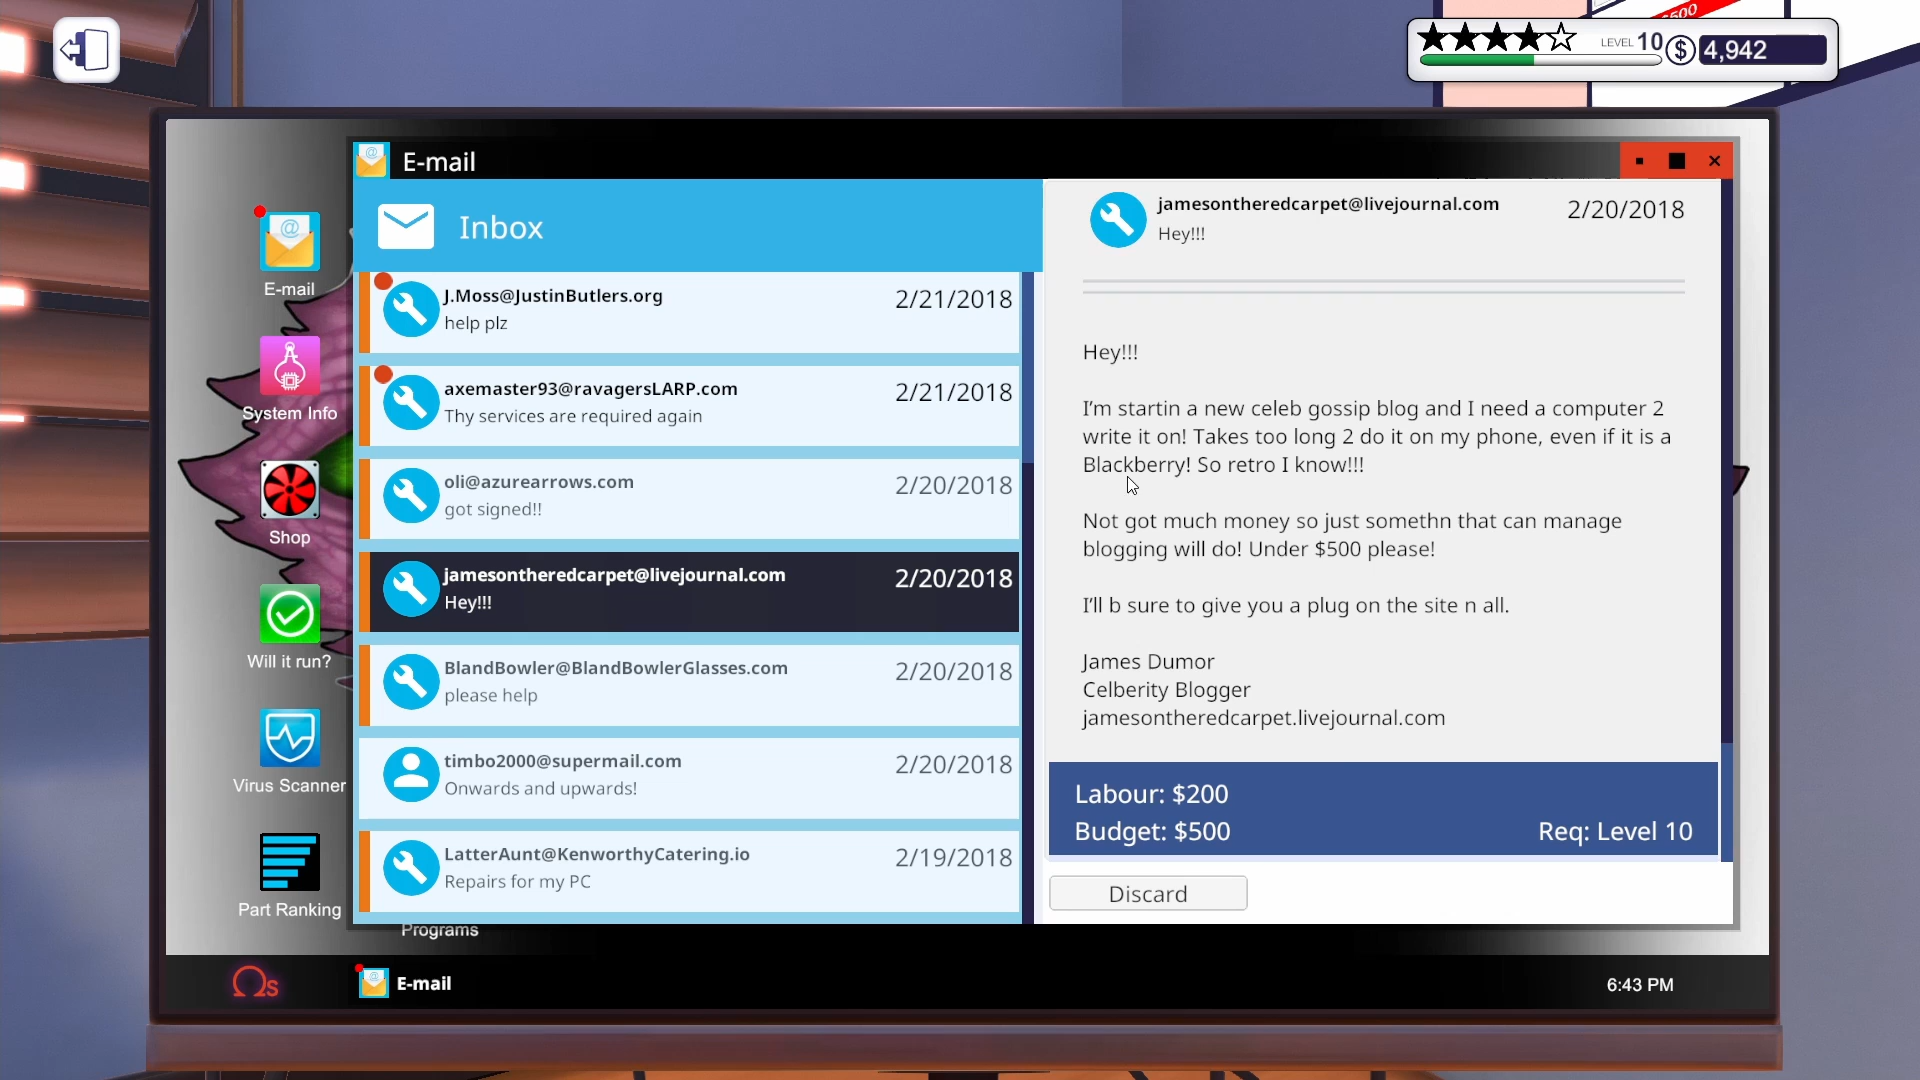 $500
LEVEL 10
$ 4,942
E-mail
E-mail
System Info
Shop
Will it run?
Virus Scanner
Part Ranking
Programs
Inbox
J.Moss@JustinButlers.org
2/21/2018
help plz
axemaster93@ravagersLARP.com
2/21/2018
Thy services are required again
oli@azurearrows.com
2/20/2018
got signed!!
jamesontheredcarpet@livejournal.com
2/20/2018
Hey!!!
BlandBowler@BlandBowlerGlasses.com
2/20/2018
please help
timbo2000@supermail.com
2/20/2018
Onwards and upwards!
LatterAunt@KenworthyCatering.io
2/19/2018
Repairs for my PC
jamesontheredcarpet@livejournal.com
2/20/2018
Hey!!!
Hey!!!
I'm startin a new celeb gossip blog and I need a computer 2
write it on! Takes too long 2 do it on my phone, even if it is a
Blackberry! So retro I know!!!
Not got much money so just somethn that can manage
blogging will do! Under $500 please!
I'll b sure to give you a plug on the site n all.
James Dumor
Celberity Blogger
jamesontheredcarpet.livejournal.com
Labour: $200
Budget: $500
Req: Level 10
Discard
Ωs
E-mail
6:43 PM